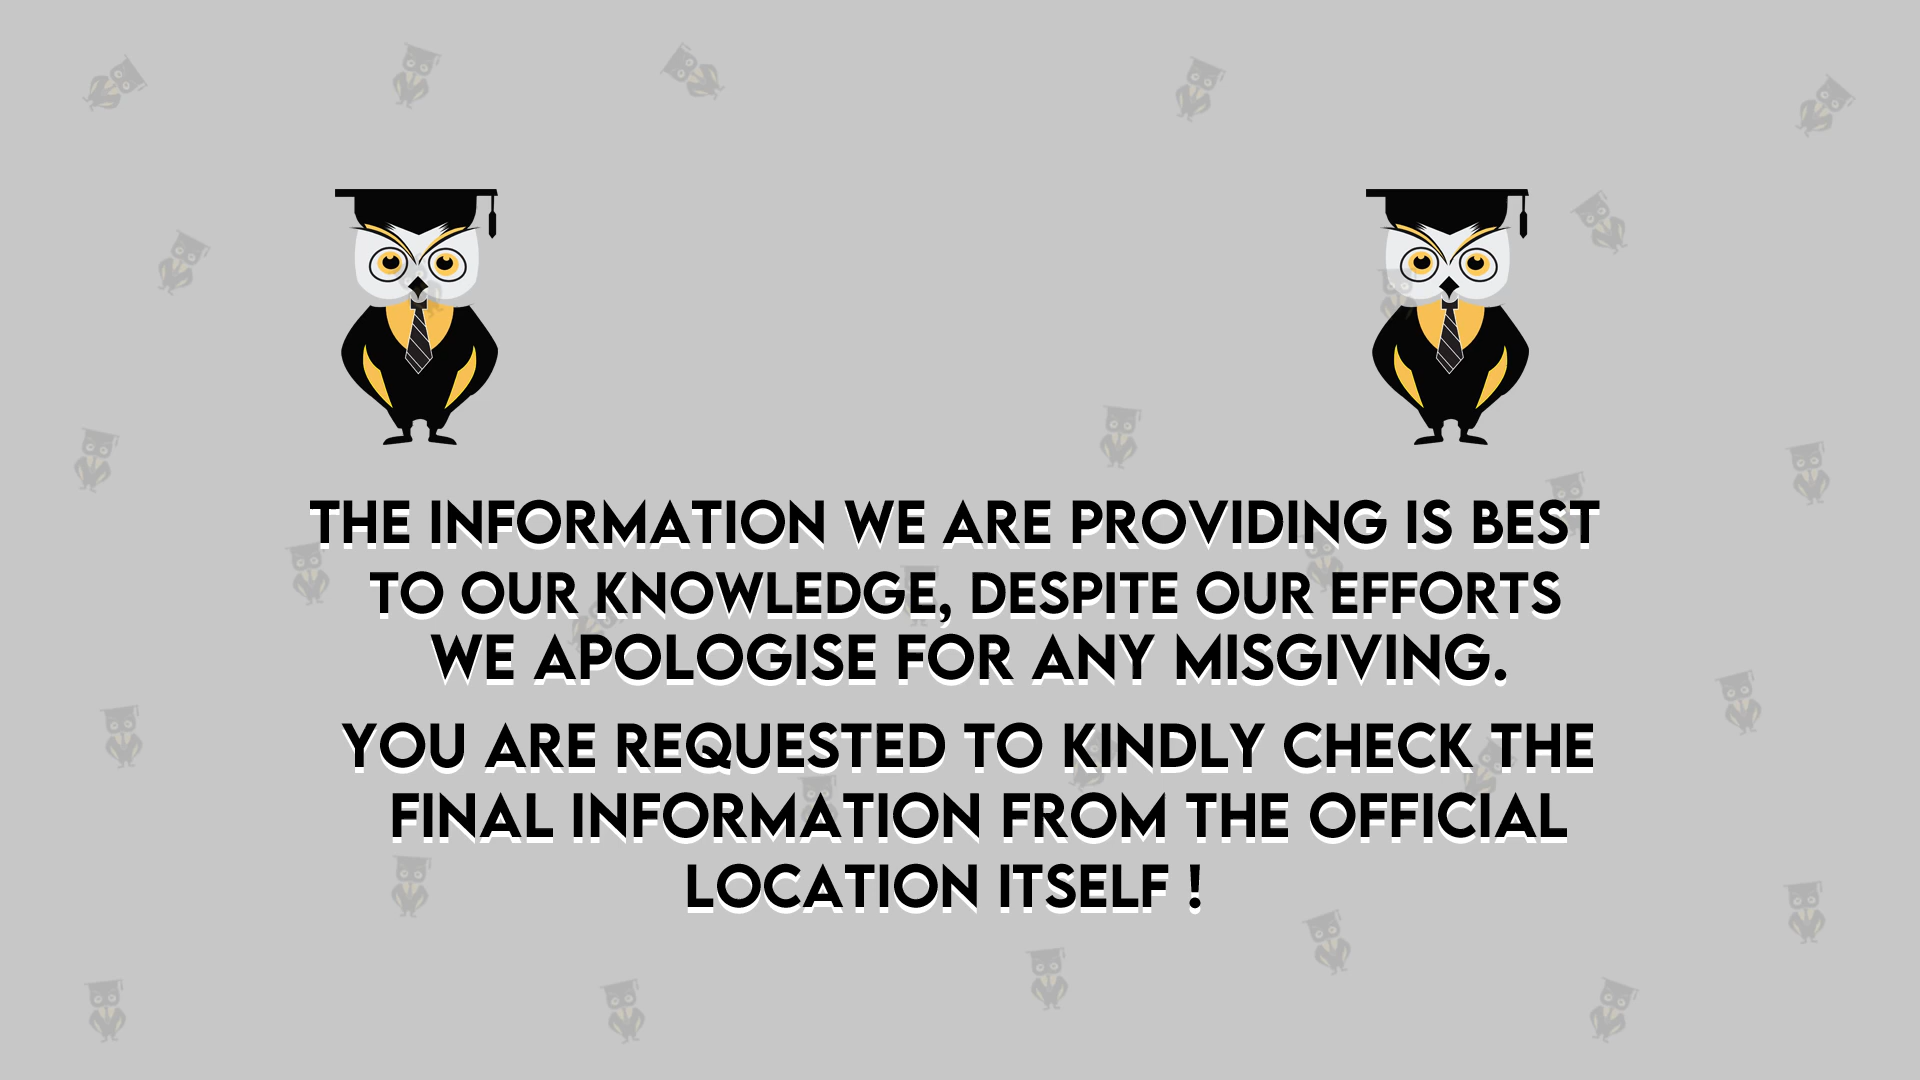 THE INFORMATION WE ARE PROVIDING IS BEST
TO OUR KNOWLEDGE, DESPITE OUR EFFORTS
WE APOLOGISE FOR ANY MISGIVING.
YOU ARE REQUESTED TO KINDLY CHECK THE
FINAL INFORMATION FROM THE OFFICIAL
LOCATION ITSELF !